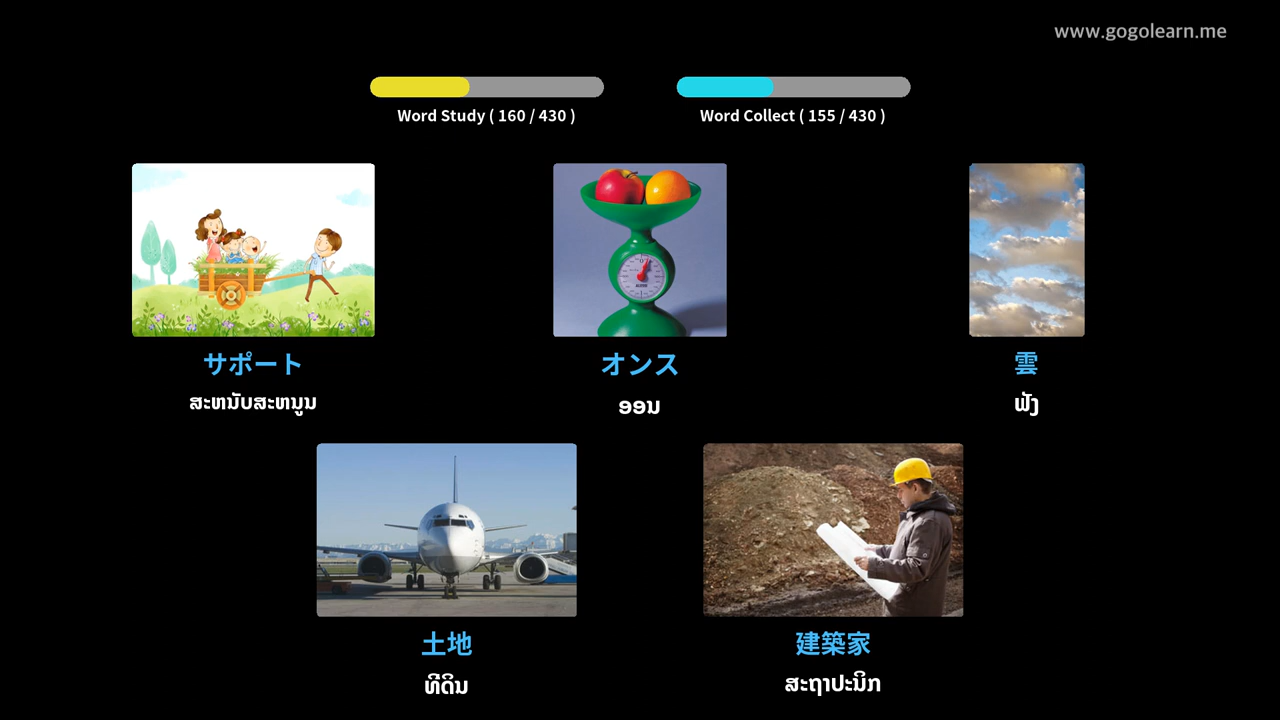 www.gogolearn.me
Word Study ( 160 / 430 )
Word Collect ( 155 / 430 )
サポート
ສະຫນັບສະຫນູນ
オンス
ອອນ
雲
ຟັງ
土地
ທີ່ດິນ
建築家
ສະຖາປະນິກ